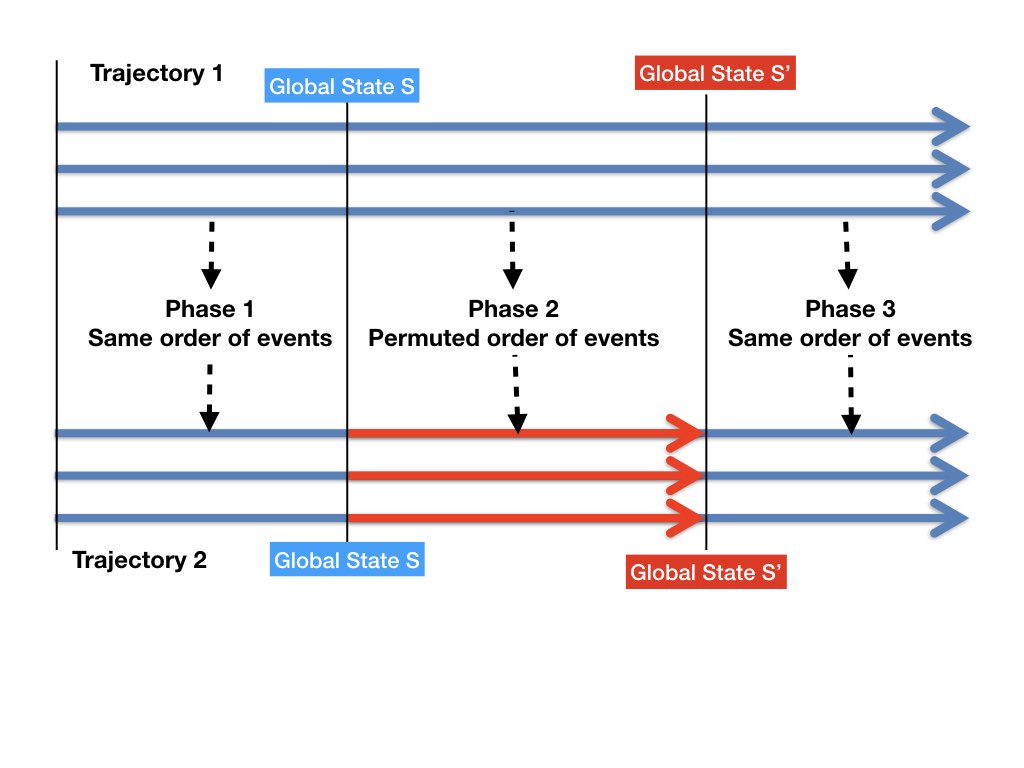 Trajectory 1
Global State S
Global State S’
Phase 1
Same order of events
Phase 2
Permuted order of events
Phase 3
Same order of events
Trajectory 2
Global State S
Global State S’